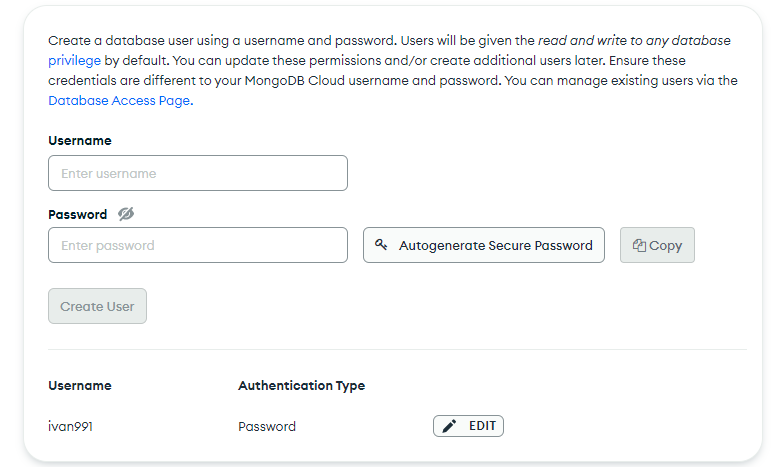 Create a database user using a username and password. Users will be given the read and write to any database
privilege by default. You can update these permissions and/or create additional users later. Ensure these
credentials are different to your MongoDB Cloud username and password. You can manage existing users via the
Database Access Page.
Username
Enter username
Password
Enter password
Autogenerate Secure Password
Copy
Create User
Username Authentication Type
ivan991 Password EDIT